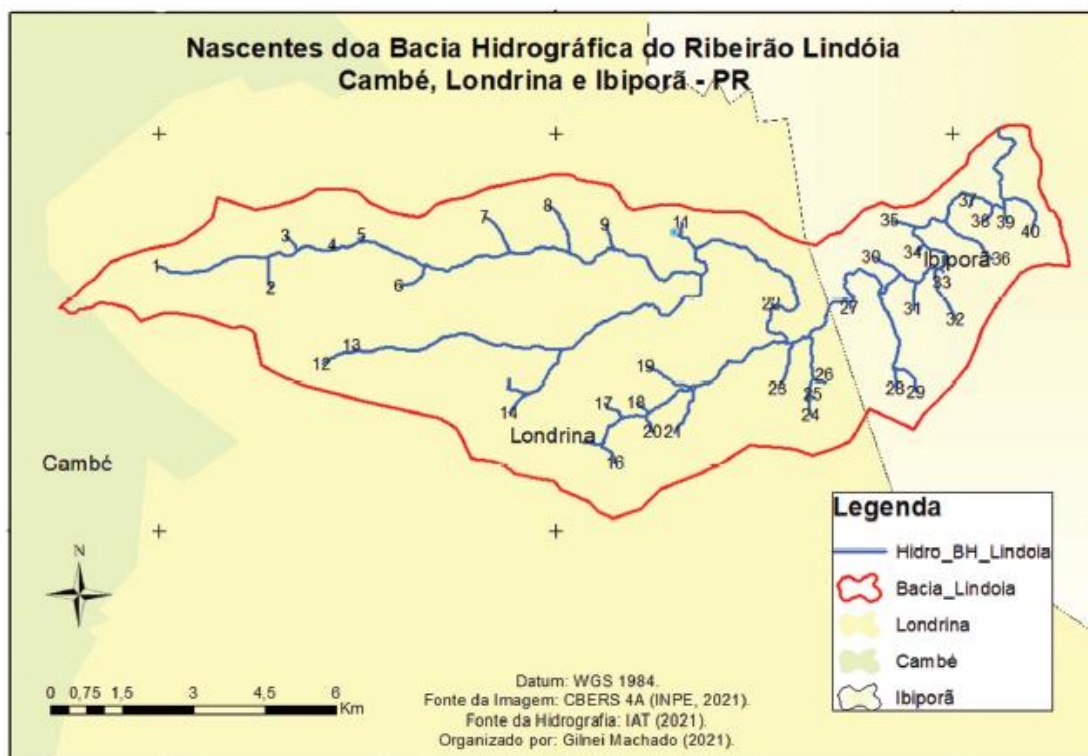 Nascentes doa Bacia Hidrográfica do Ribeirão Lindóia
Cambé, Londrina e Ibiporã - PR
1
2
3
4
5
6
7
8
9
11
12
13
14
16
17
18
19
20
21
22
23
24
25
26
27
28
29
30
31
32
33
34
35
36
37
38
39
40
Ibiporã
Londrina
Cambé
N
0 0,75 1,5 3 4,5 6
Km
Datum: WGS 1984.
Fonte da Imagem: CBERS 4A (INPE, 2021).
Fonte da Hidrografia: IAT (2021).
Organizado por: Gilnei Machado (2021).
Legenda
Hidro_BH_Lindoia
Bacia_Lindoia
Londrina
Cambé
Ibiporã